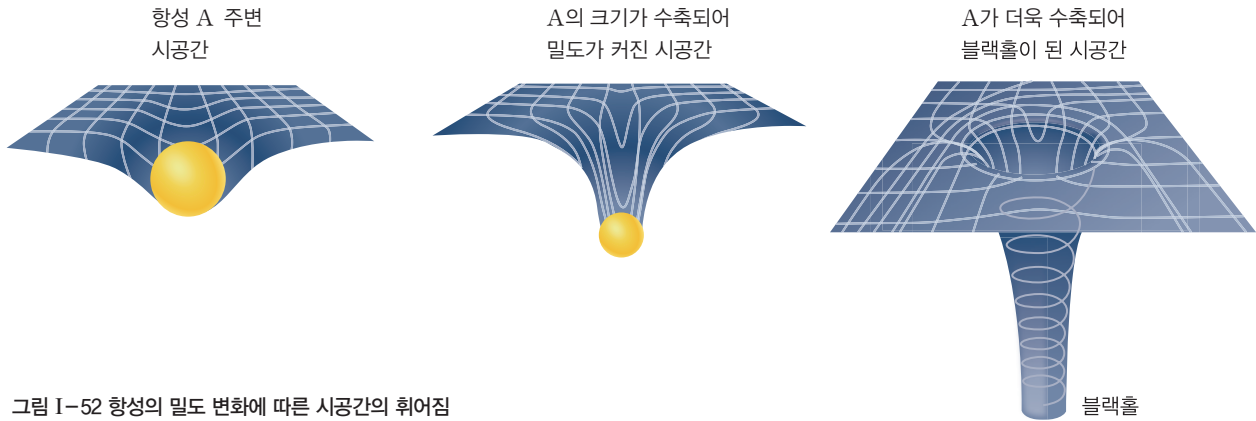 항성 A 주변
시공간
A의 크기가 수축되어
밀도가 커진 시공간
A가 더욱 수축되어
블랙홀이 된 시공간
블랙홀
그림 Ⅰ-52 항성의 밀도 변화에 따른 시공간의 휘어짐